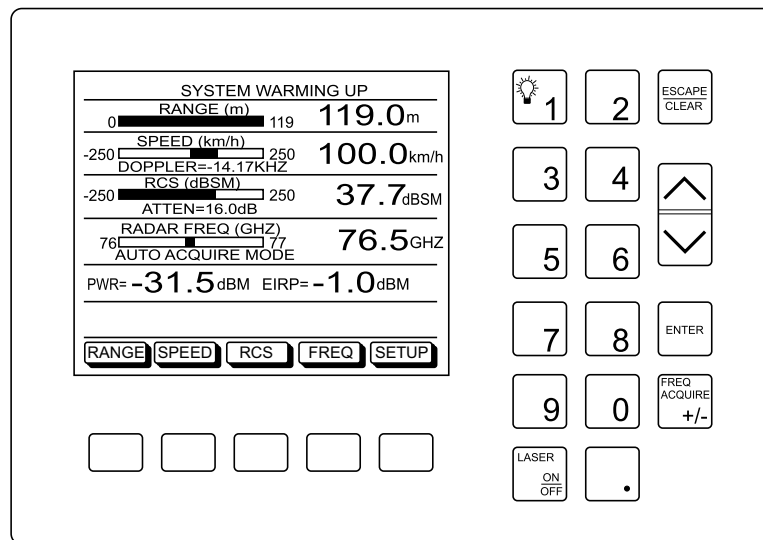 SYSTEM WARMING UP
RANGE (m)
0 119 119.0m
SPEED (km/h)
-250 250 100.0km/h
DOPPLER=-14.17KHZ
RCS (dBSM)
-250 250 37.7dBSM
ATTEN=16.0dB
RADAR FREQ (GHZ)
76 77 76.5GHZ
AUTO ACQUIRE MODE
PWR= -31.5dBM EIRP= -1.0dBM
RANGE SPEED RCS FREQ SETUP
1 2 ESCAPE
CLEAR
3 4
5 6
7 8 ENTER
9 0 FREQ
ACQUIRE
+/-
LASER
ON
OFF
.